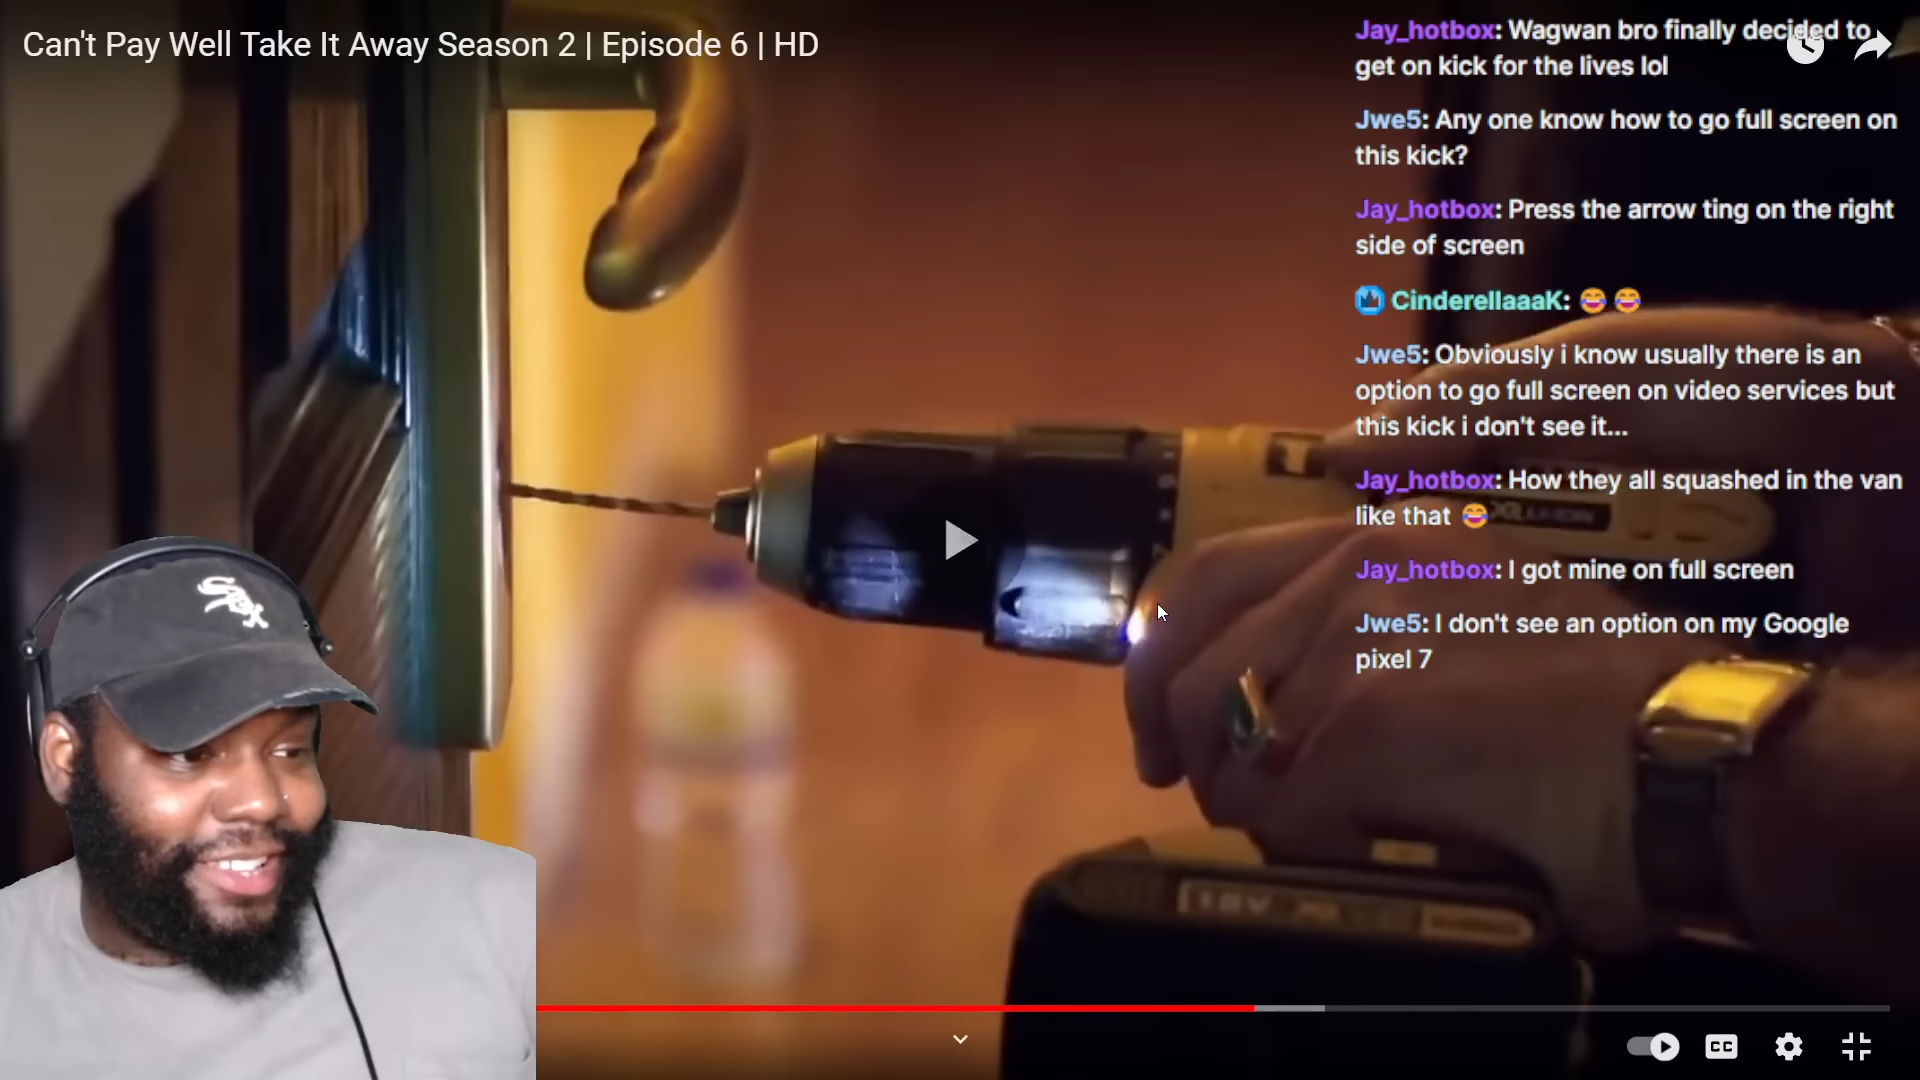 Can't Pay Well Take It Away Season 2 | Episode 6 | HD
Jay_hotbox: Wagwan bro finally decided to
get on kick for the lives lol
Jwe5: Any one know how to go full screen on
this kick?
Jay_hotbox: Press the arrow ting on the right
side of screen
CinderellaaaK: 😂 😂
Jwe5: Obviously i know usually there is an
option to go full screen on video services but
this kick i don't see it...
Jay_hotbox: How they all squashed in the van
like that 😂
Jay_hotbox: I got mine on full screen
Jwe5: I don't see an option on my Google
pixel 7
Sox
18V
CC